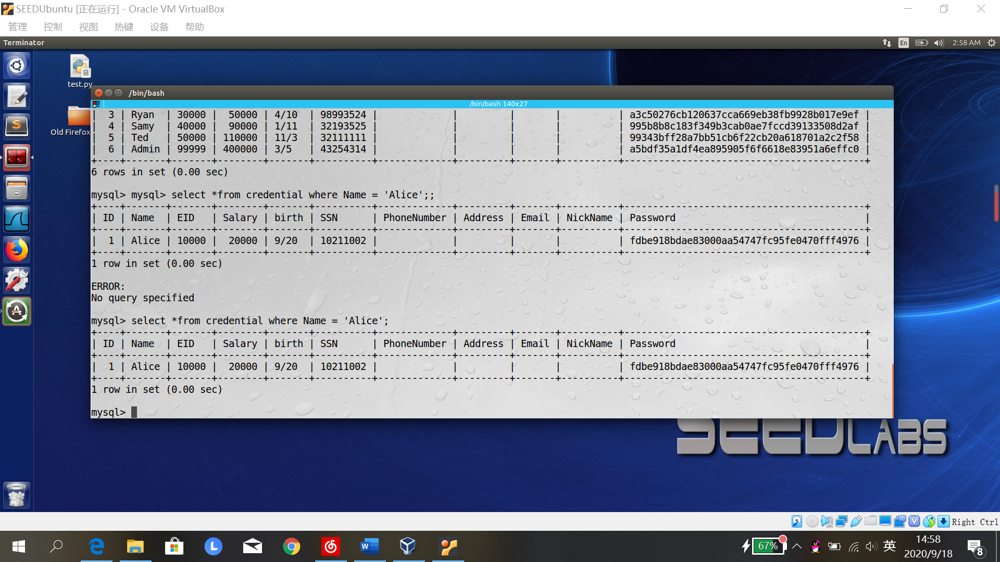 SEEDUbuntu [正在运行] - Oracle VM VirtualBox
管理 控制 视图 热键 设备 帮助
Terminator En 2:58 AM
test.py
Old Firefox
/bin/bash
/bin/bash 140x27
| 3 | Ryan | 30000 | 50000 | 4/10 | 98993524 | | | | | a3c50276cb120637cca669eb38fb9928b017e9ef |
| 4 | Samy | 40000 | 90000 | 1/11 | 32193525 | | | | | 995b8b8c183f349b3cab0ae7fccd39133508d2af |
| 5 | Ted | 50000 | 110000 | 11/3 | 32111111 | | | | | 99343bff28a7bb51cb6f22cb20a618701a2c2f58 |
| 6 | Admin | 99999 | 400000 | 3/5 | 43254314 | | | | | a5bdf35a1df4ea895905f6f6618e83951a6effc0 |
+----+-------+-------+--------+-------+----------+-------------+---------+-------+----------+------------------------------------------+
6 rows in set (0.00 sec)
mysql> mysql> select *from credential where Name = 'Alice';;
+----+-------+-------+--------+-------+----------+-------------+---------+-------+----------+------------------------------------------+
| ID | Name | EID | Salary | birth | SSN | PhoneNumber | Address | Email | NickName | Password |
+----+-------+-------+--------+-------+----------+-------------+---------+-------+----------+------------------------------------------+
| 1 | Alice | 10000 | 20000 | 9/20 | 10211002 | | | | | fdbe918bdae83000aa54747fc95fe0470fff4976 |
+----+-------+-------+--------+-------+----------+-------------+---------+-------+----------+------------------------------------------+
1 row in set (0.00 sec)
ERROR:
No query specified
mysql> select *from credential where Name = 'Alice';
+----+-------+-------+--------+-------+----------+-------------+---------+-------+----------+------------------------------------------+
| ID | Name | EID | Salary | birth | SSN | PhoneNumber | Address | Email | NickName | Password |
+----+-------+-------+--------+-------+----------+-------------+---------+-------+----------+------------------------------------------+
| 1 | Alice | 10000 | 20000 | 9/20 | 10211002 | | | | | fdbe918bdae83000aa54747fc95fe0470fff4976 |
+----+-------+-------+--------+-------+----------+-------------+---------+-------+----------+------------------------------------------+
1 row in set (0.00 sec)
mysql>
SEEDLABS
Right Ctrl
67% 英 14:58
2020/9/18
8